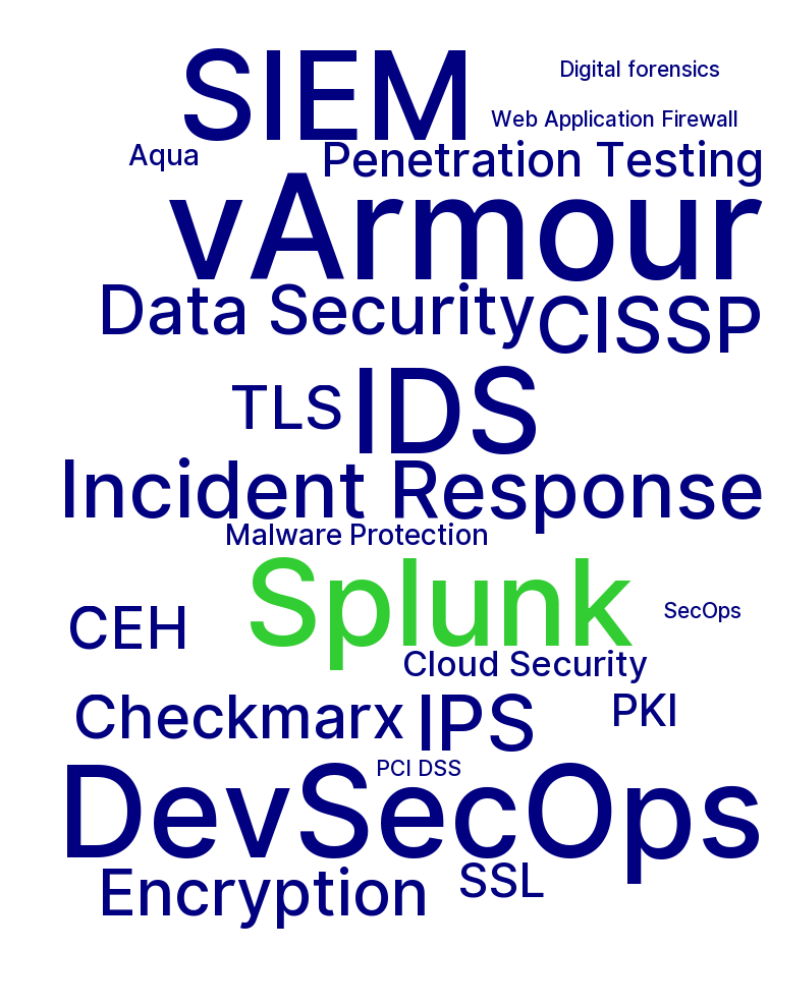 SIEM
Digital forensics
Web Application Firewall
Aqua
Penetration Testing
vArmour
Data Security
CISSP
TLS
IDS
Incident Response
Malware Protection
Splunk
CEH
SecOps
Cloud Security
Checkmarx
IPS
PKI
PCI DSS
DevSecOps
Encryption
SSL